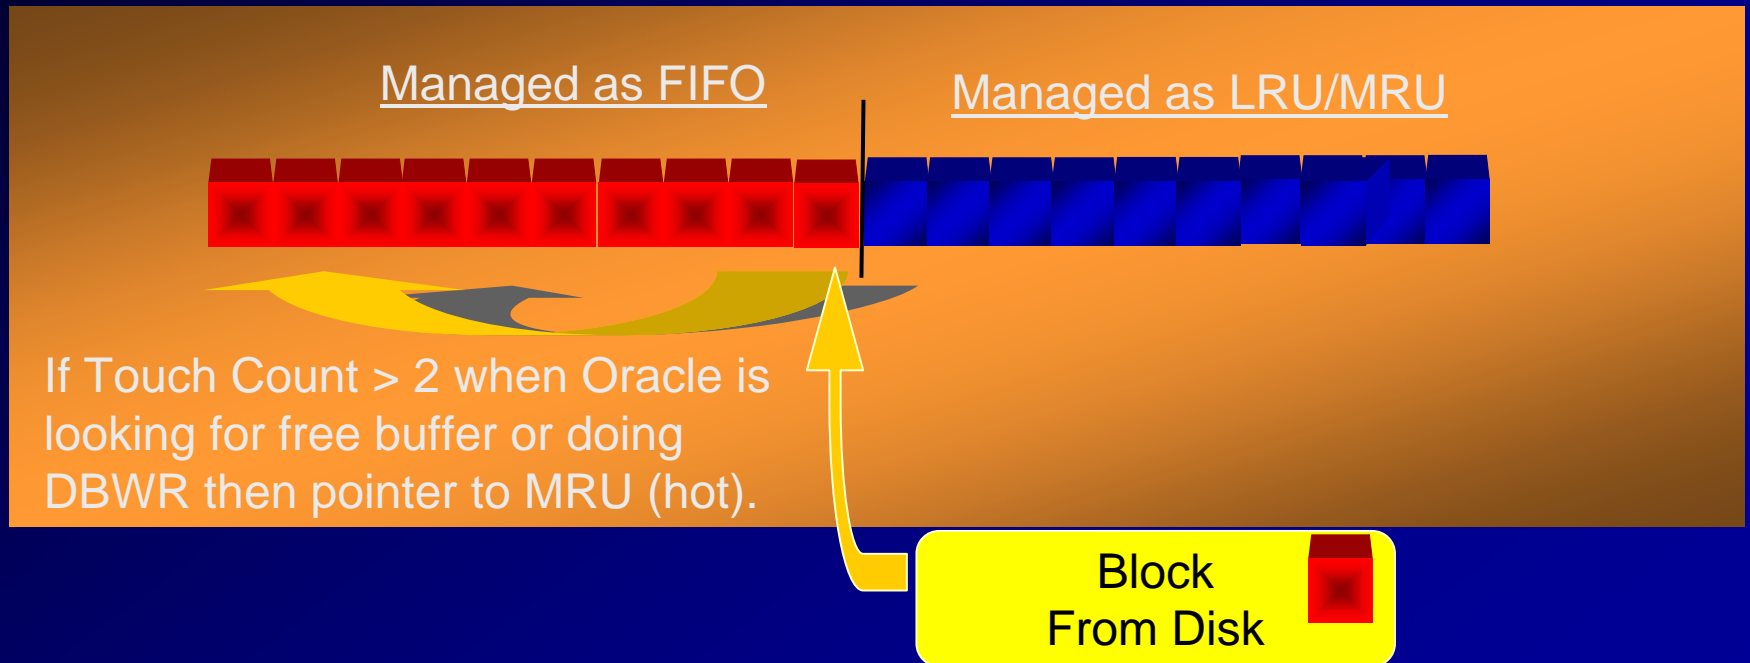 Managed as FIFO
Managed as LRU/MRU
If Touch Count > 2 when Oracle is
looking for free buffer or doing
DBWR then pointer to MRU (hot).
Block
From Disk